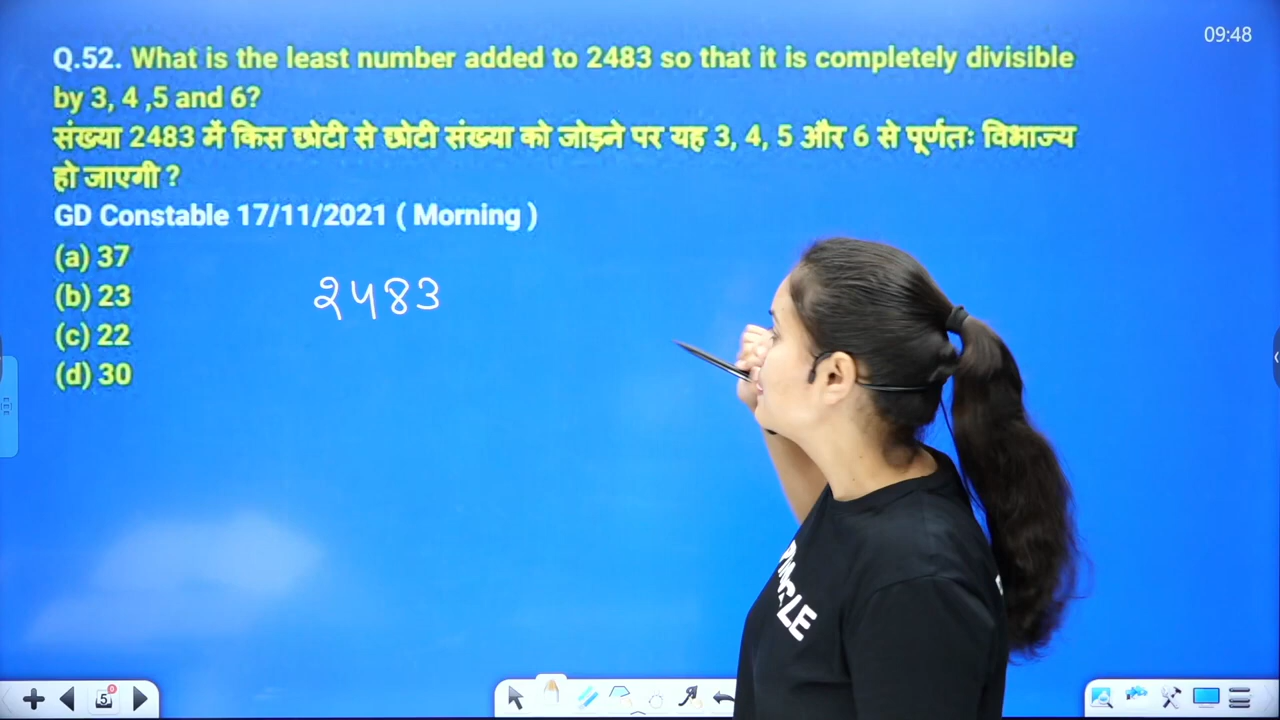 09:48
Q.52. What is the least number added to 2483 so that it is completely divisible
by 3, 4 ,5 and 6?
संख्या 2483 में किस छोटी से छोटी संख्या को जोड़ने पर यह 3, 4, 5 और 6 से पूर्णतः विभाज्य
हो जाएगी ?
GD Constable 17/11/2021 ( Morning )
(a) 37
(b) 23
(c) 22
(d) 30
2483
5